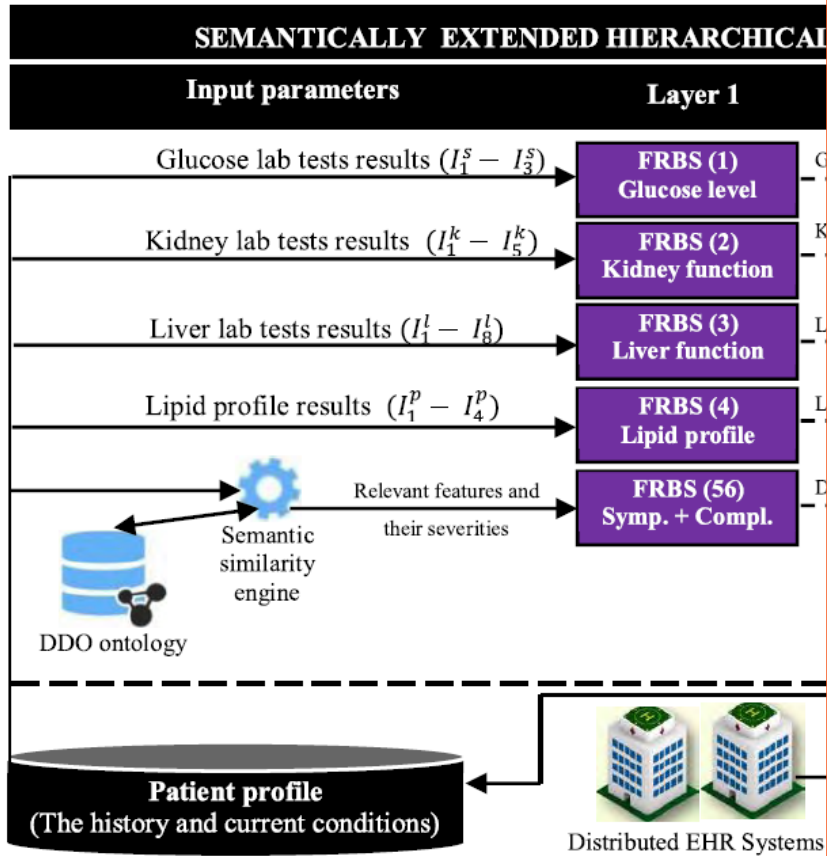 SEMANTICALLY EXTENDED HIERARCHICAL
Input parameters
Layer 1
Glucose lab tests results (I₁ˢ − I₃ˢ)
FRBS (1)
Glucose level
G
Kidney lab tests results (I₁ᵏ − I₅ᵏ)
FRBS (2)
Kidney function
K
Liver lab tests results (I₁ˡ − I₈ˡ)
FRBS (3)
Liver function
L
Lipid profile results (I₁ᵖ − I₄ᵖ)
FRBS (4)
Lipid profile
L
Relevant features and
their severities
FRBS (56)
Symp. + Compl.
D
Semantic
similarity
engine
DDO ontology
Patient profile
(The history and current conditions)
H
H
Distributed EHR Systems